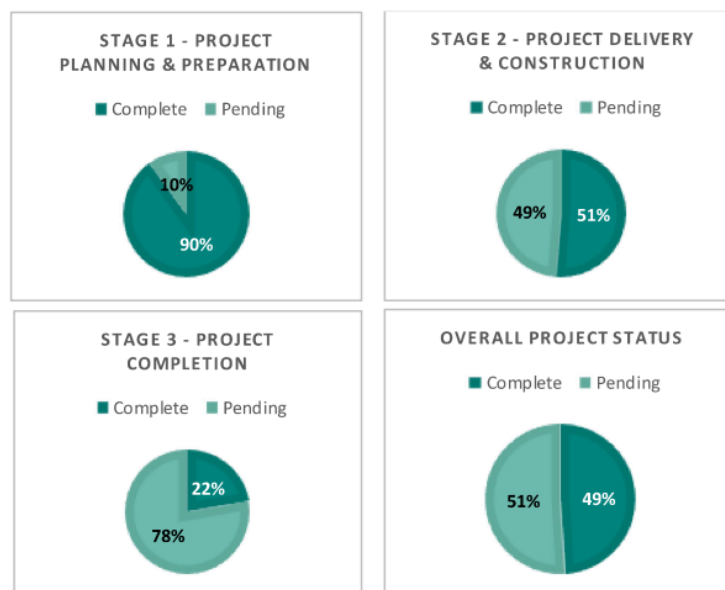 STAGE 1 - PROJECT
PLANNING & PREPARATION
Complete Pending
10%
90%
STAGE 2 - PROJECT DELIVERY
& CONSTRUCTION
Complete Pending
49% 51%
STAGE 3 - PROJECT
COMPLETION
Complete Pending
22%
78%
OVERALL PROJECT STATUS
Complete Pending
51% 49%